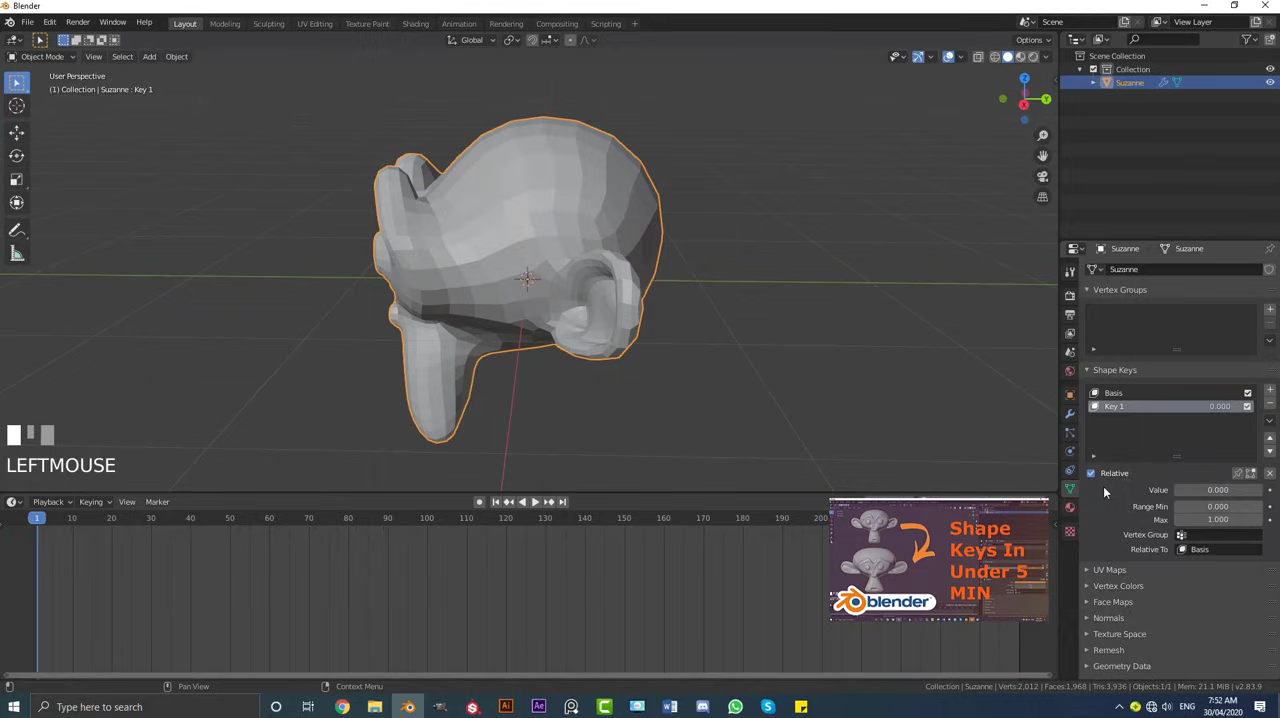 Blender
File Edit Render Window Help Layout Modeling Sculpting UV Editing Texture Paint Shading Animation Rendering Compositing Scripting + Scene View Layer
Global Options
Object Mode View Select Add Object
User Perspective
(1) Collection | Suzanne : Key 1
Scene Collection
Collection
Suzanne
Z
Y
X
Suzanne Suzanne
Suzanne
Vertex Groups
Shape Keys
Basis
Key 1 0.000
LEFTMOUSE
Relative
Value 0.000
Range Min 0.000
Max 1.000
Vertex Group
Relative To Basis
UV Maps
Vertex Colors
Face Maps
Normals
Texture Space
Remesh
Geometry Data
Playback Keying View Marker
1 10 20 30 40 50 60 70 80 90 100 110 120 130 140 150 160 170 180 190 200
Shape
Keys In
Under 5
MIN
blender
Pan View Context Menu
Collection | Suzanne | Verts:2,012 | Faces:1,968 | Tris:3,936 | Objects:1/1 | Mem: 21.1 MiB | v2.83.9
Type here to search
Ai Ae W S
ENG
7:52 AM
30/04/2020